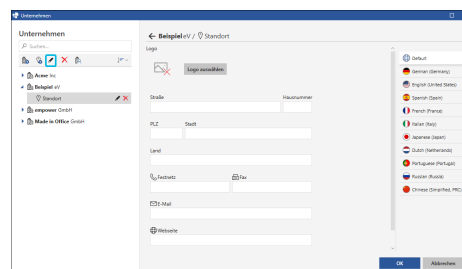 Unternehmen
Unternehmen
Suchen...
Acme Inc
Beispiel eV
Standort
empower GmbH
Made in Office GmbH
Beispiel eV / Standort
Logo
Logo auswählen
Straße
Hausnummer
PLZ
Stadt
Land
Festnetz
Fax
E-Mail
Webseite
Default
German (Germany)
English (United States)
Spanish (Spain)
French (France)
Italian (Italy)
Japanese (Japan)
Dutch (Netherlands)
Portuguese (Portugal)
Russian (Russia)
Chinese (Simplified, PRC)
OK
Abbrechen